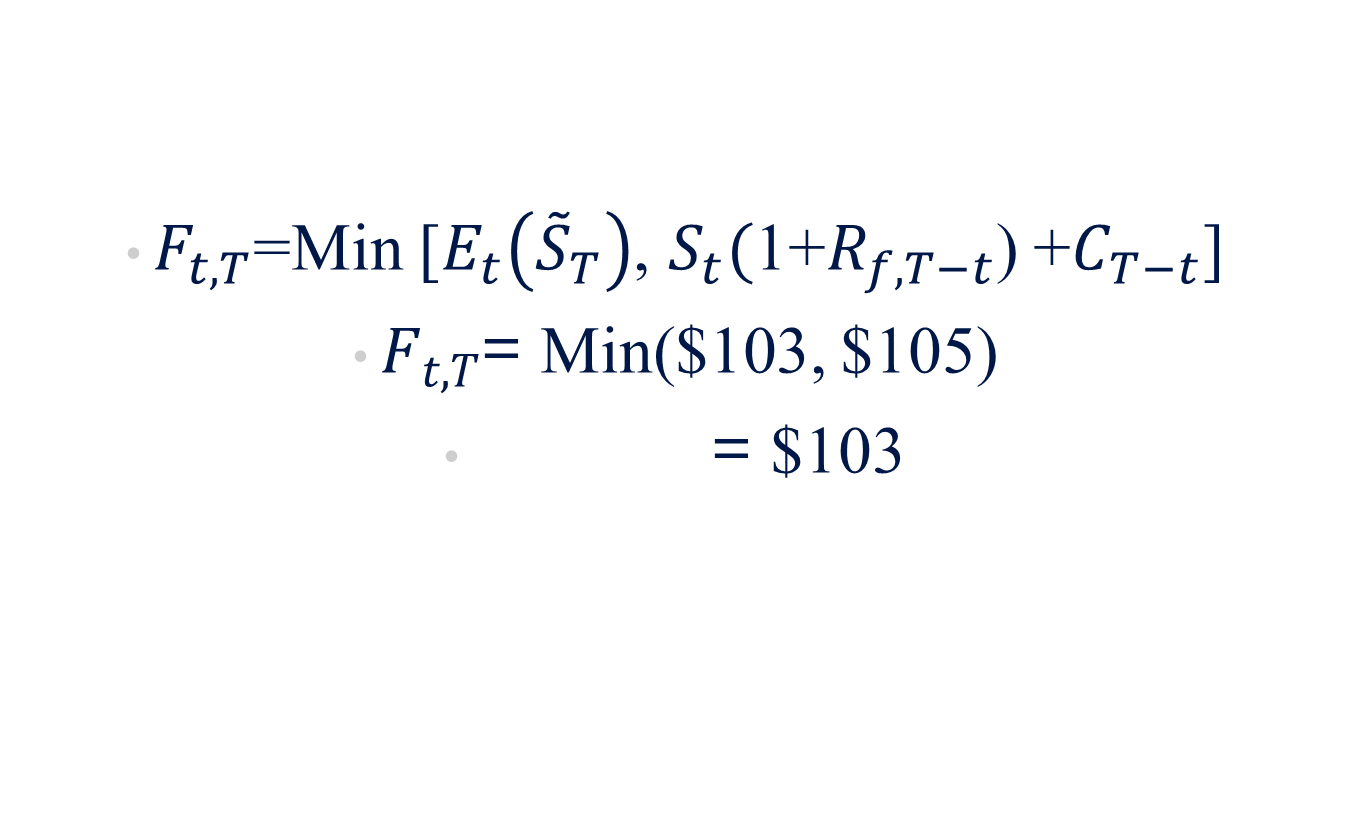 • F_{t,T}=Min [E_t(S̃_T), S_t(1+R_{f,T−t}) +C_{T−t}]
• F_{t,T}= Min($103, $105)
• = $103